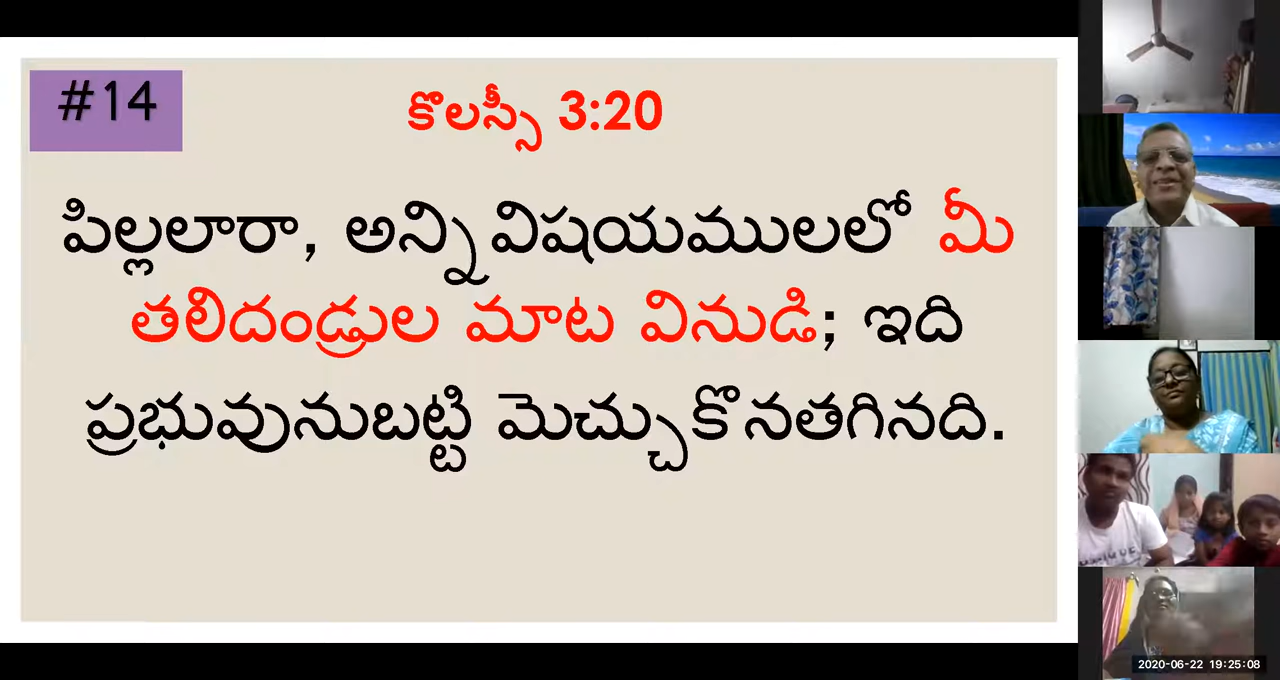 #14
కొలస్సీ 3:20
పిల్లలారా, అన్ని విషయములలో మీ
తలిదండ్రుల మాట వినుడి; ఇది
ప్రభువునుబట్టి మెచ్చుకొనతగినది.
2020-06-22 19:25:08